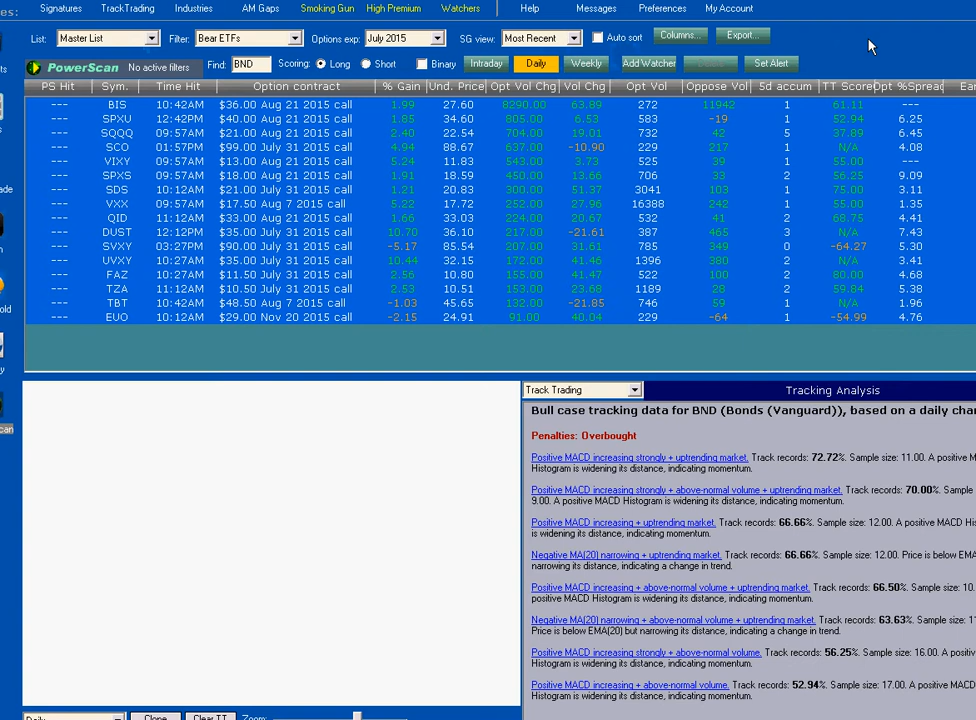 es: Signatures TrackTrading Industries AM Gaps Smoking Gun High Premium Watchers Help Messages Preferences My Account
List: Master List Filter: Bear ETFs Options exp: July 2015 SG view: Most Recent Auto sort Columns... Export...
PowerScan No active filters Find: BND Scoring: Long Short Binary Intraday Daily Weekly Add Watcher Set Alert
PS Hit Sym. Time Hit Option contract % Gain Und. Price Opt Vol Chg Vol Chg Opt Vol Oppose Vol Sd accum TT Score Opt %Spread Ear
--- BIS 10:42AM $36.00 Aug 21 2015 call 1.99 27.60 8290.00 63.89 272 11942 1 61.11 ---
--- SPXU 12:42PM $40.00 Aug 21 2015 call 1.85 34.60 805.00 6.53 583 -19 1 52.94 6.25
--- SQQQ 09:57AM $21.00 Aug 21 2015 call 2.40 22.54 704.00 19.01 732 42 5 37.89 6.45
--- SCO 01:57PM $99.00 July 31 2015 call 4.94 88.67 637.00 -10.90 229 217 1 N/A 4.08
--- VIXY 09:57AM $13.00 Aug 21 2015 call 5.24 11.83 543.00 3.73 525 39 1 55.00 ---
--- SPXS 09:57AM $18.00 Aug 21 2015 call 1.91 18.59 450.00 13.66 706 33 2 56.25 9.09
--- SDS 10:12AM $21.00 July 31 2015 call 1.21 20.83 300.00 51.37 3041 103 1 75.00 3.11
--- VXX 09:57AM $17.50 Aug 7 2015 call 5.22 17.72 252.00 27.96 16388 242 1 55.00 1.35
--- QID 11:12AM $33.00 Aug 21 2015 call 1.66 33.03 224.00 20.67 532 41 2 68.75 4.41
--- DUST 12:12PM $35.00 July 31 2015 call 10.70 36.10 217.00 -21.61 387 465 3 N/A 7.43
--- SVXY 03:27PM $90.00 July 31 2015 call -5.17 85.54 207.00 31.61 785 349 0 -64.27 5.30
--- UVXY 10:27AM $35.00 July 31 2015 call 10.44 32.15 172.00 41.46 1396 380 2 N/A 3.41
--- FAZ 10:27AM $11.50 July 31 2015 call 2.56 10.80 155.00 41.47 522 100 2 80.00 4.68
--- TZA 11:12AM $10.50 July 31 2015 call 2.53 10.51 153.00 23.68 1189 28 2 59.84 5.38
--- TBT 10:42AM $48.50 Aug 7 2015 call -1.03 45.65 132.00 -21.85 746 59 1 N/A 1.96
--- EUO 10:12AM $29.00 Nov 20 2015 call -2.15 24.91 91.00 40.04 229 -64 1 -54.99 4.76
Track Trading Tracking Analysis
Bull case tracking data for BND (Bonds (Vanguard)), based on a daily char
Penalties: Overbought
Positive MACD increasing strongly + uptrending market. Track records: 72.72%. Sample size: 11.00. A positive M
Histogram is widening its distance, indicating momentum.
Positive MACD increasing strongly + above-normal volume + uptrending market. Track records: 70.00%. Sample size:
9.00. A positive MACD Histogram is widening its distance, indicating momentum.
Positive MACD increasing + uptrending market. Track records: 66.66%. Sample size: 12.00. A positive MACD His
is widening its distance, indicating momentum.
Negative MA(20) narrowing + uptrending market. Track records: 66.66%. Sample size: 12.00. Price is below EMA(
narrowing its distance, indicating a change in trend.
Positive MACD increasing + above-normal volume + uptrending market. Track records: 66.50%. Sample size: 10.
positive MACD Histogram is widening its distance, indicating momentum.
Negative MA(20) narrowing + above-normal volume + uptrending market. Track records: 63.63%. Sample size: 1
Price is below EMA(20) but narrowing its distance, indicating a change in trend.
Positive MACD increasing strongly + above-normal volume. Track records: 56.25%. Sample size: 16.00. A positive
Histogram is widening its distance, indicating momentum.
Positive MACD increasing + above-normal volume. Track records: 52.94%. Sample size: 17.00. A positive MACD
Histogram is widening its distance, indicating momentum.
Daily Clone Clear TT Zoom: